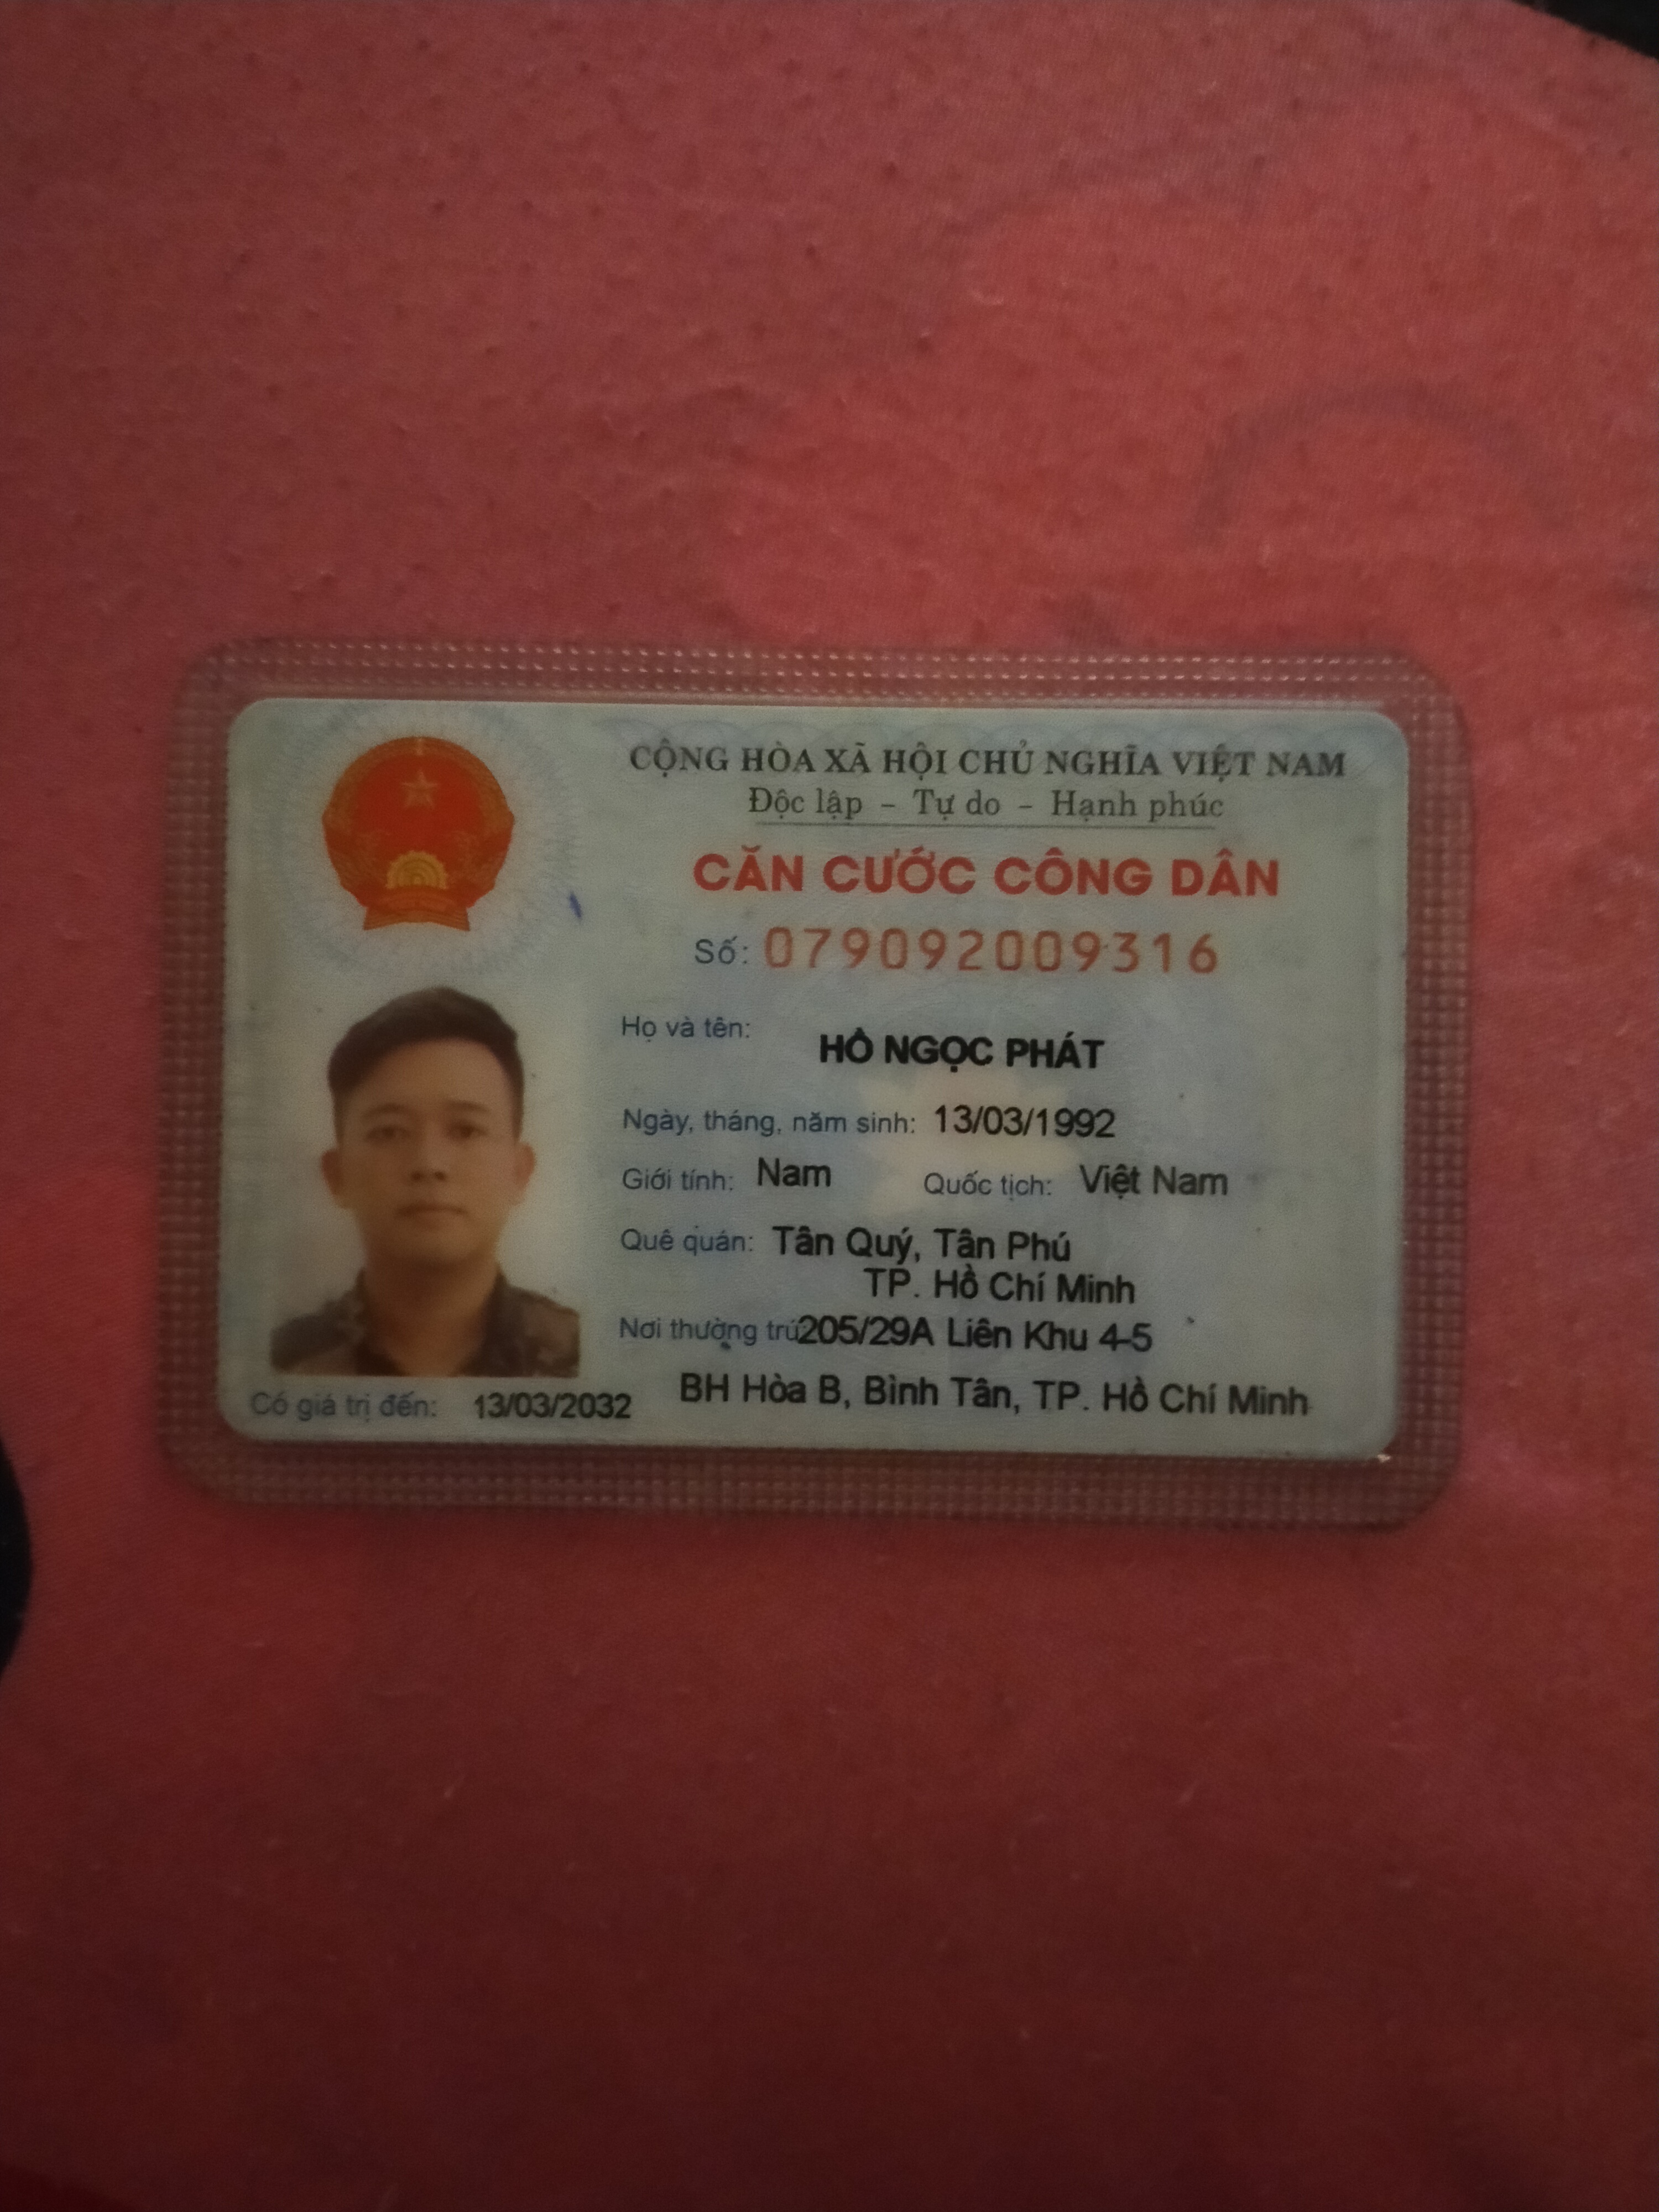 CỘNG HÒA XÃ HỘI CHỦ NGHĨA VIỆT NAM
Độc lập – Tự do – Hạnh phúc
CĂN CƯỚC CÔNG DÂN
Số: 079092009316
Họ và tên: HỒ NGỌC PHÁT
Ngày, tháng, năm sinh: 13/03/1992
Giới tính: Nam Quốc tịch: Việt Nam
Quê quán: Tân Quý, Tân Phú
TP. Hồ Chí Minh
Nơi thường trú: 205/29A Liên Khu 4-5
BH Hòa B, Bình Tân, TP. Hồ Chí Minh
Có giá trị đến: 13/03/2032